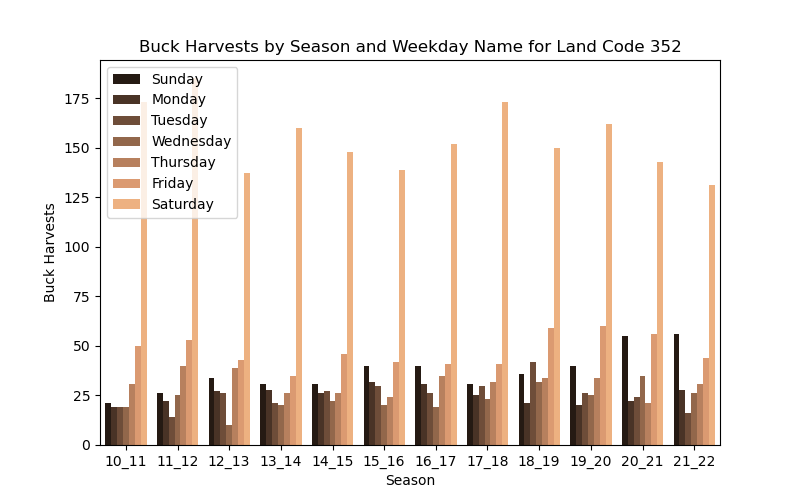 Buck Harvests by Season and Weekday Name for Land Code 352
Sunday
Monday
Tuesday
Wednesday
Thursday
Friday
Saturday
175
150
125
100
75
50
25
0
Buck Harvests
10_11 11_12 12_13 13_14 14_15 15_16 16_17 17_18 18_19 19_20 20_21 21_22
Season